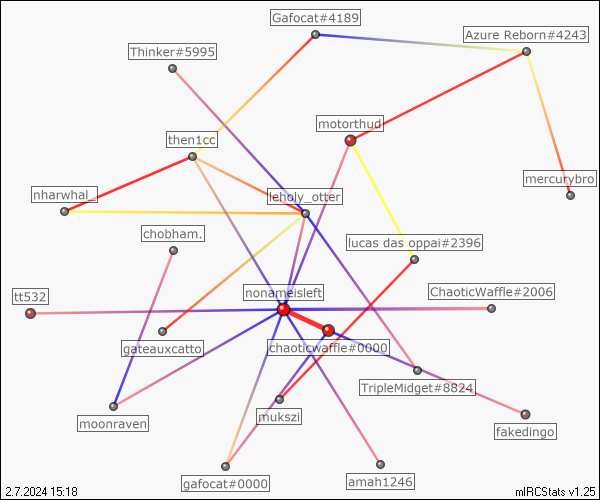 Gafocat#4189
Azure Reborn#4243
Thinker#5995
motorthud
then1cc
mercurybro
nharwhal_
leholy_otter
chobham.
lucas das oppai#2396
nonameisleft
ChaoticWaffle#2006
tt532
gateauxcatto
chaoticwaffle#0000
TripleMidget#8824
moonraven
mukszi
fakedingo
gafocat#0000
amah1246
2.7.2024 15:18
mIRCStats v1.25